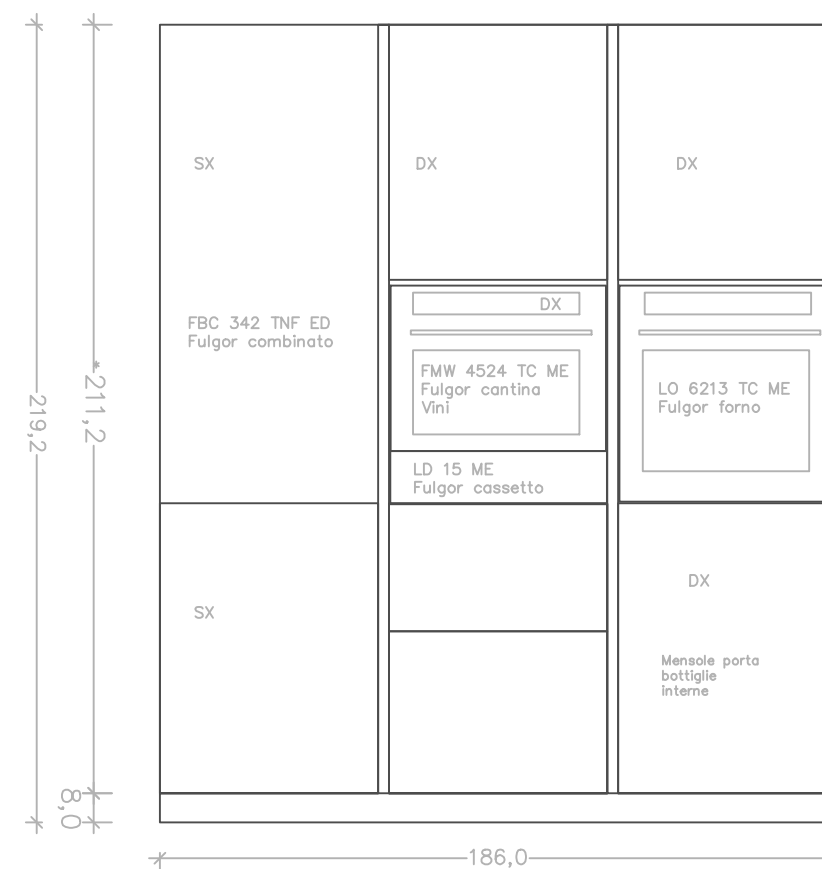 SX
DX
DX
FBC 342 TNF ED
Fulgor combinato
DX
FMW 4524 TC ME
Fulgor cantina
Vini
LO 6213 TC ME
Fulgor forno
LD 15 ME
Fulgor cassetto
SX
DX
Mensole porta
bottiglie
interne
219,2
*211,2
8,0
186,0